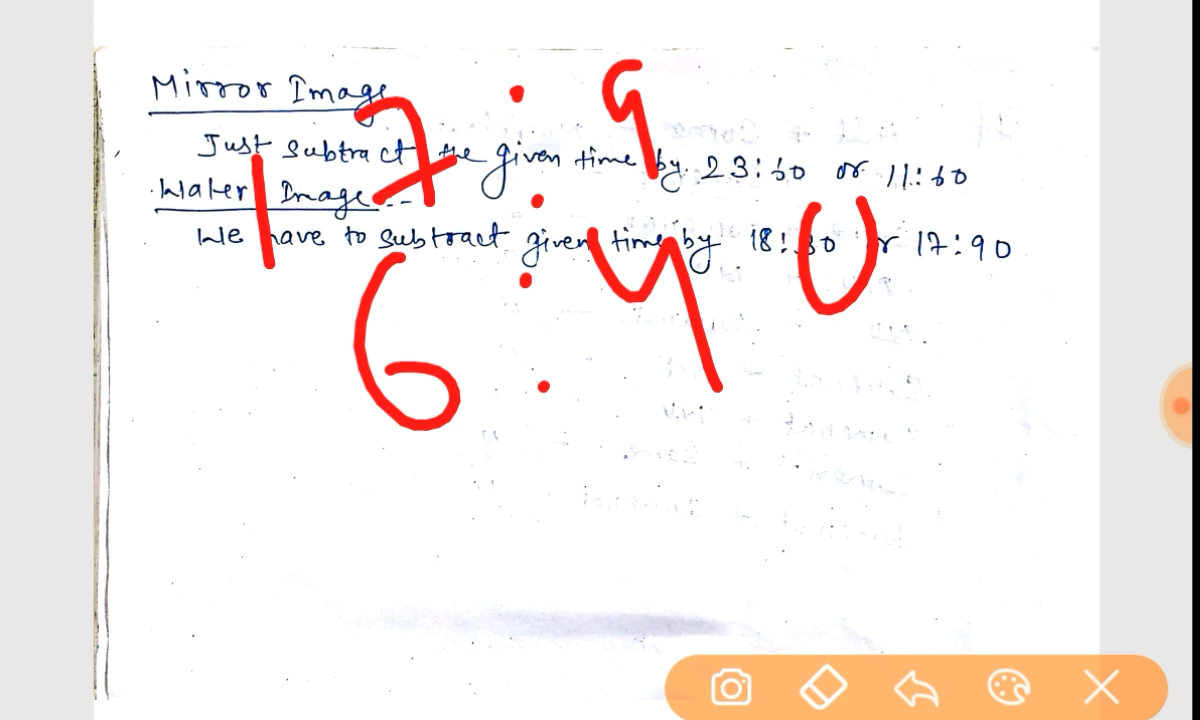 Mirror Image
Just subtract the given time by 23:60 or 11:60
Water Image :--
We have to subtract given time by 18:30 or 17:90
17:9
6:40